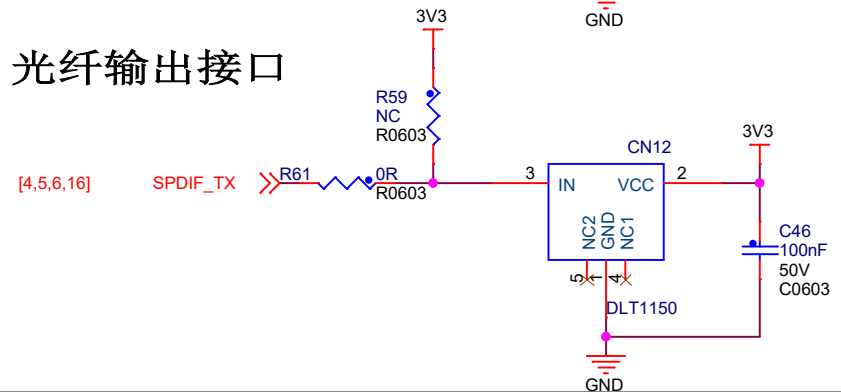 GND
3V3
光纤输出接口
R59
NC
R0603
CN12
3V3
[4,5,6,16]
SPDIF_TX
R61
0R
R0603
3
IN
VCC
2
NC2
GND
NC1
5
1
4
C46
100nF
50V
C0603
DLT1150
GND